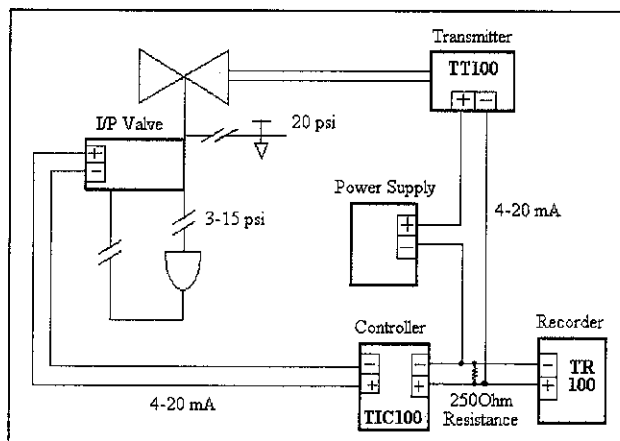 Transmitter
TT100
+ −
I/P Valve
20 psi
+
−
Power Supply
3-15 psi
+
−
4-20 mA
Controller
Recorder
− − −
+ + +
TR
100
4-20 mA
TIC100
250Ohm
Resistance